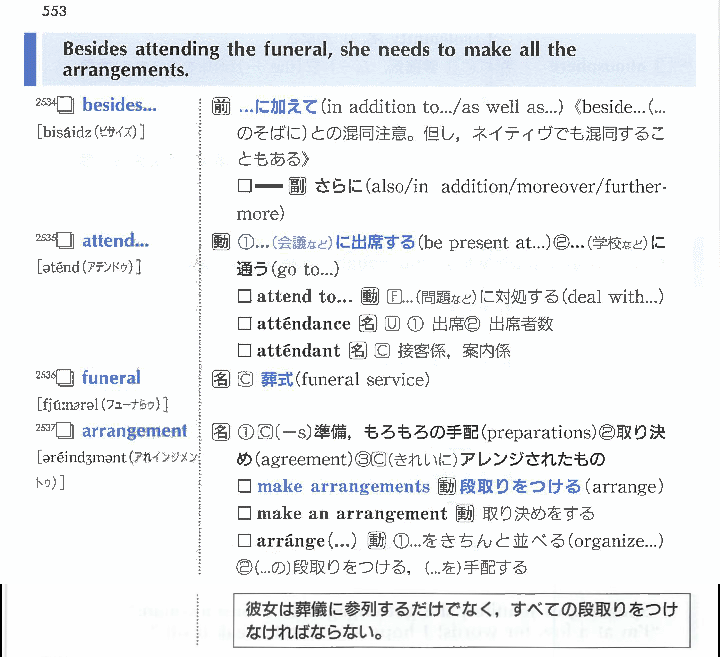 553
Besides attending the funeral, she needs to make all the
arrangements.
2534 besides...
[bisáidz(ビサイズ)]
前 ...に加えて(in addition to.../as well as...)《beside...(...
のそばに)との混同注意。但し，ネイティヴでも混同するこ
ともある》
□━ 副 さらに(also/in addition/moreover/further-
more)
2535 attend...
[əténd(アテンドゥ)]
動 ①...(会議など)に出席する(be present at...)②...(学校など)に
通う(go to...)
□ attend to... 動 F...(問題など)に対処する(deal with...)
□ atténdance 名 U ① 出席② 出席者数
□ atténdant 名 C 接客係，案内係
2536 funeral
[fjúːnərəl(フューナらゥ)]
名 C 葬式(funeral service)
2537 arrangement
[əréindʒmənt(アれインジメン
トゥ)]
名 ①C(−s)準備，もろもろの手配(preparations)②取り決
め(agreement)③C(きれいに)アレンジされたもの
□ make arrangements 動 段取りをつける(arrange)
□ make an arrangement 動 取り決めをする
□ arránge(...) 動 ①...をきちんと並べる(organize...)
②(...の)段取りをつける，(...を)手配する
彼女は葬儀に参列するだけでなく，すべての段取りをつけ
なければならない。